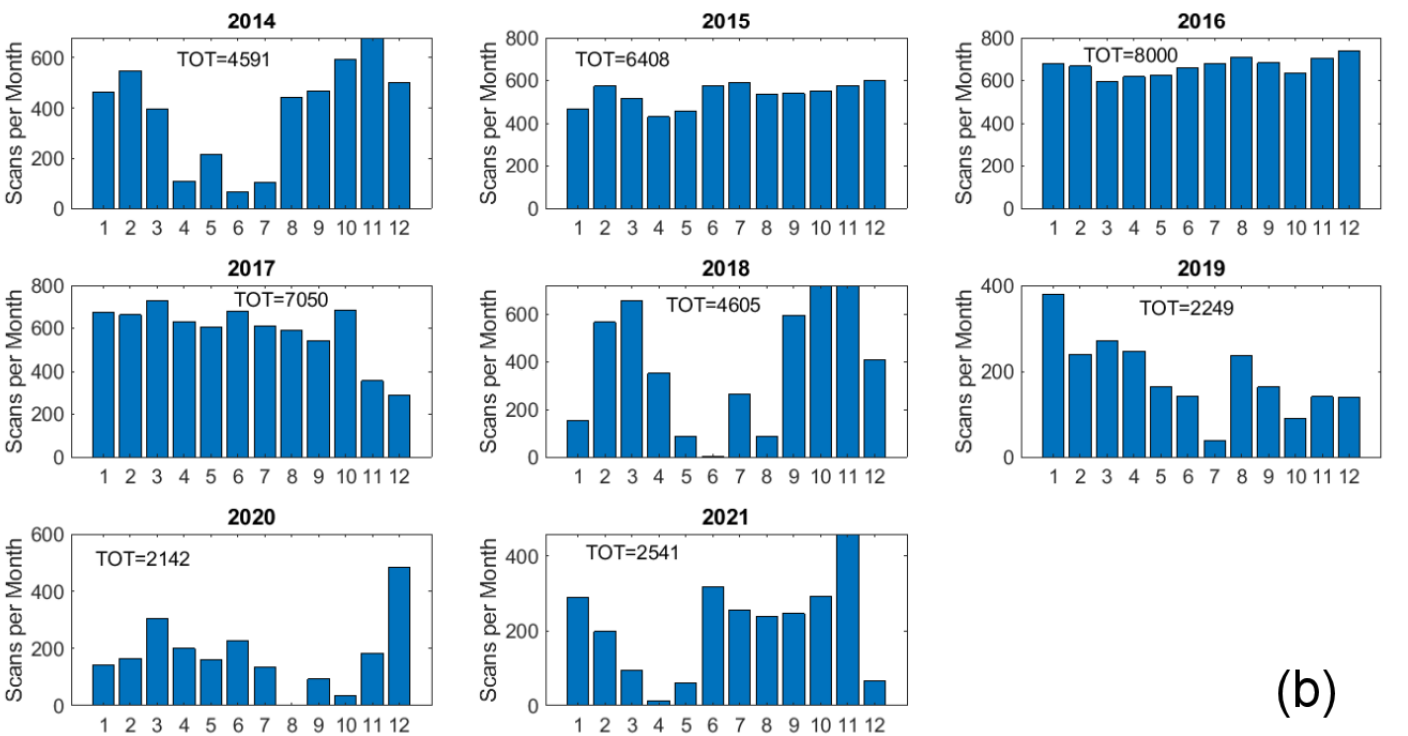 2014
Scans per Month
TOT=4591
600
400
200
0
1 2 3 4 5 6 7 8 9 10 11 12
2015
Scans per Month
TOT=6408
800
600
400
200
0
1 2 3 4 5 6 7 8 9 10 11 12
2016
Scans per Month
TOT=8000
800
600
400
200
0
1 2 3 4 5 6 7 8 9 10 11 12
2017
Scans per Month
TOT=7050
800
600
400
200
0
1 2 3 4 5 6 7 8 9 10 11 12
2018
Scans per Month
TOT=4605
600
400
200
0
1 2 3 4 5 6 7 8 9 10 11 12
2019
Scans per Month
TOT=2249
400
200
0
1 2 3 4 5 6 7 8 9 10 11 12
2020
Scans per Month
TOT=2142
600
400
200
0
1 2 3 4 5 6 7 8 9 10 11 12
2021
Scans per Month
TOT=2541
400
200
0
1 2 3 4 5 6 7 8 9 10 11 12
(b)